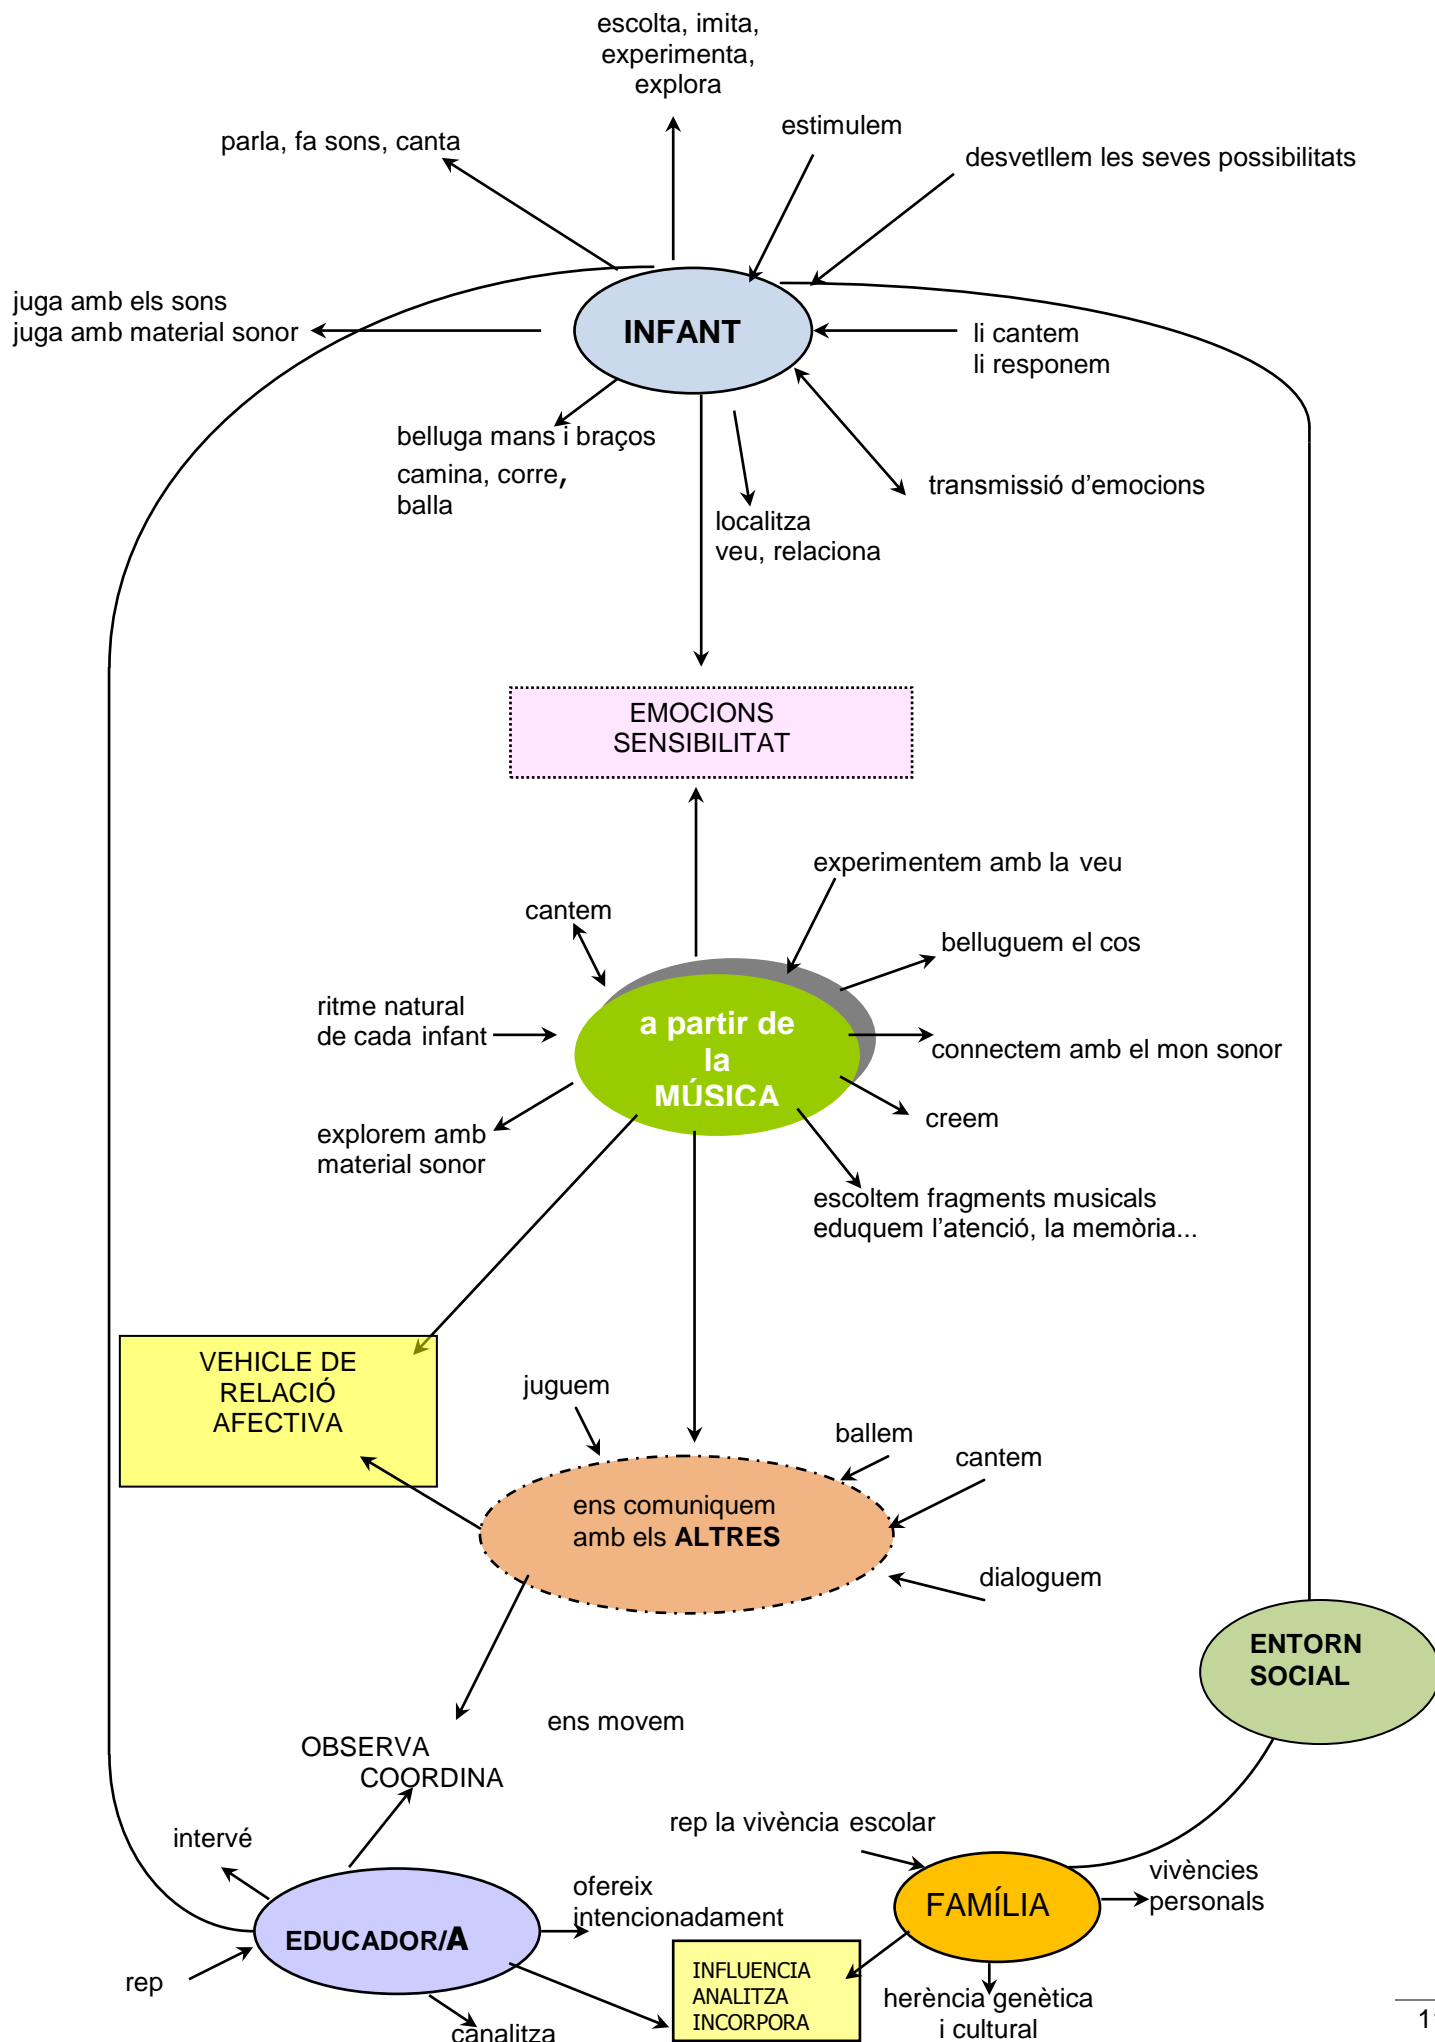 escolta, imita,
experimenta,
explora
estimulem
parla, fa sons, canta
desvetllem les seves possibilitats
juga amb els sons
juga amb material sonor
INFANT
li cantem
li responem
belluga mans i braços
camina, corre,
balla
transmissió d’emocions
localitza
veu, relaciona
EMOCIONS
SENSIBILITAT
experimentem amb la veu
cantem
belluguem el cos
ritme natural
de cada infant
a partir de
la
MÚSICA
connectem amb el mon sonor
creem
explorem amb
material sonor
escoltem fragments musicals
eduquem l’atenció, la memòria...
VEHICLE DE
RELACIÓ
AFECTIVA
juguem
ballem
cantem
ens comuniquem
amb els ALTRES
dialoguem
ENTORN
SOCIAL
ens movem
OBSERVA
COORDINA
rep la vivència escolar
intervé
vivències
personals
ofereix
intencionadament
FAMÍLIA
EDUCADOR/A
rep
INFLUENCIA
ANALITZA
INCORPORA
herència genètica
i cultural
canalitza